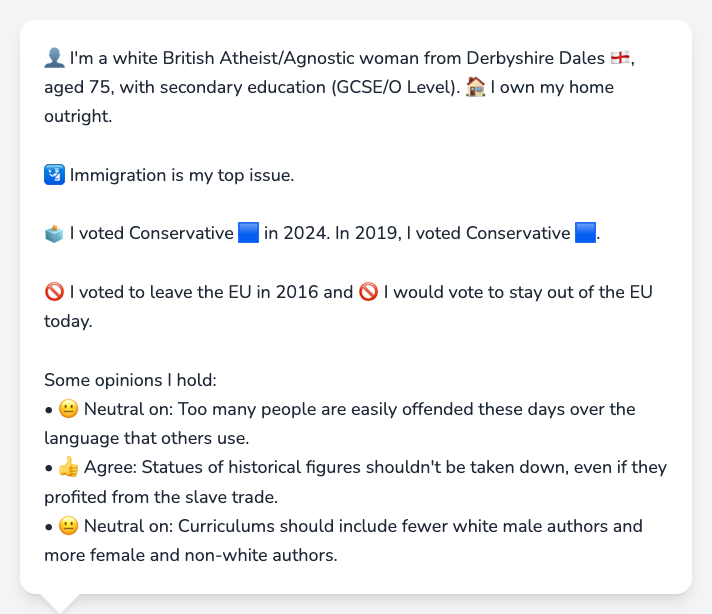 👤 I'm a white British Atheist/Agnostic woman from Derbyshire Dales 🏴󠁧󠁢󠁥󠁮󠁧󠁿,
aged 75, with secondary education (GCSE/O Level). 🏠 I own my home
outright.
🛂 Immigration is my top issue.
🗳️ I voted Conservative 🟦 in 2024. In 2019, I voted Conservative 🟦.
🚫 I voted to leave the EU in 2016 and 🚫 I would vote to stay out of the EU
today.
Some opinions I hold:
• 😐 Neutral on: Too many people are easily offended these days over the
language that others use.
• 👍 Agree: Statues of historical figures shouldn't be taken down, even if they
profited from the slave trade.
• 😐 Neutral on: Curriculums should include fewer white male authors and
more female and non-white authors.